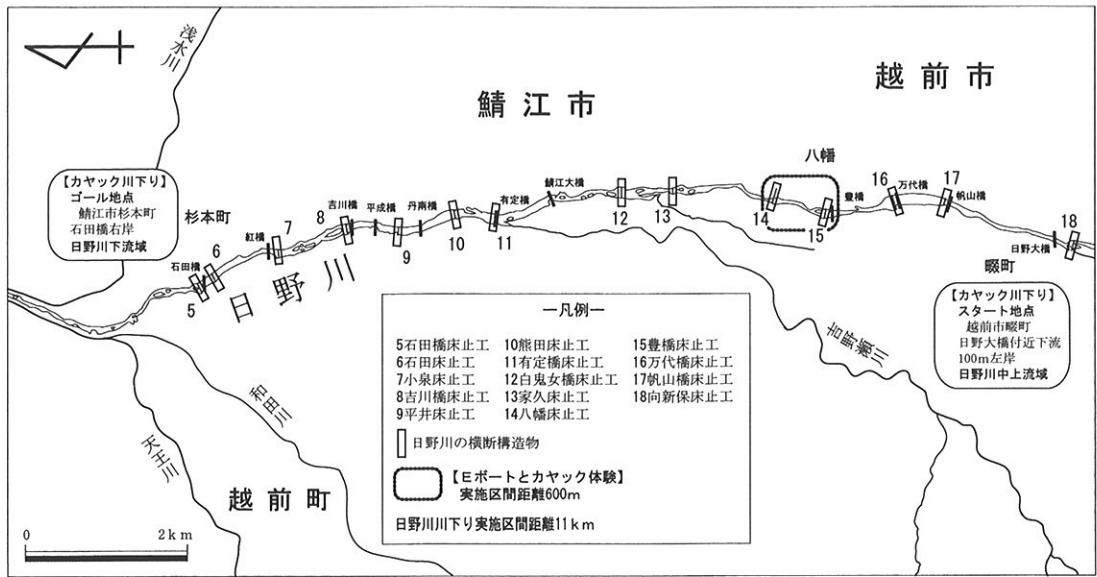 浅水川
越前市
鯖江市
八幡
【カヤック川下り】
ゴール地点
鯖江市杉本町
石田橋右岸
日野川下流域
杉本町
石田橋
5
6
紅橋
7
8
吉川橋
平成橋
9
丹南橋
10
有定橋
11
鯖江大橋
12
13
14
豊橋
15
16
万代橋
17
帆山橋
日野大橋
18
日野川
畷町
【カヤック川下り】
スタート地点
越前市畷町
日野大橋付近下流
100m左岸
日野川中上流域
吉野瀬川
和田川
天王川
越前町
ー凡例ー
5石田橋床止工 10熊田床止工 15豊橋床止工
6石田床止工 11有定橋床止工 16万代橋床止工
7小泉床止工 12白鬼女橋床止工 17帆山橋床止工
8吉川橋床止工 13家久床止工 18向新保床止工
9平井床止工 14八幡床止工
日野川の横断構造物
【Eボートとカヤック体験】
実施区間距離600m
日野川川下り実施区間距離11km
0 2km